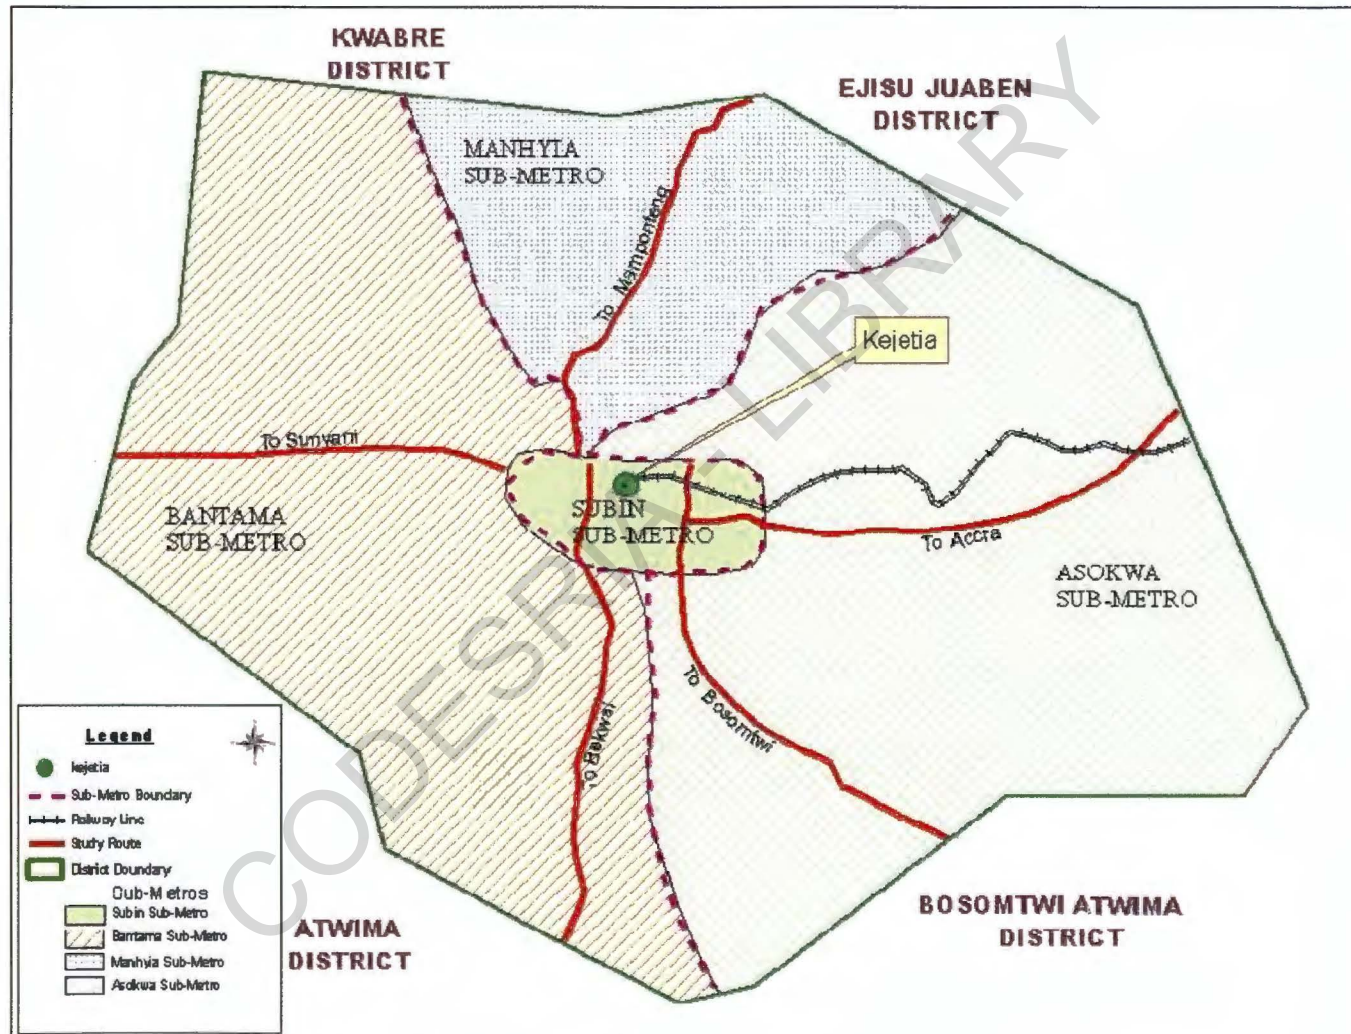 KWABRE
DISTRICT
EJISU JUABEN
DISTRICT
MANHYIA
SUB-METRO
To Mamponteng
Kejetia
To Sunyani
BANTAMA
SUB-METRO
SUBIN
SUB-METRO
To Accra
ASOKWA
SUB-METRO
To Bosomtwi
To Bekwai
Legend
kejetia
Sub-Metro Boundary
Railway Line
Study Route
District Boundary
Sub-Metros
Subin Sub-Metro
Bantama Sub-Metro
Manhyia Sub-Metro
Asokwa Sub-Metro
ATWIMA
DISTRICT
BOSOMTWI ATWIMA
DISTRICT
CODESRIA - LIBRARY